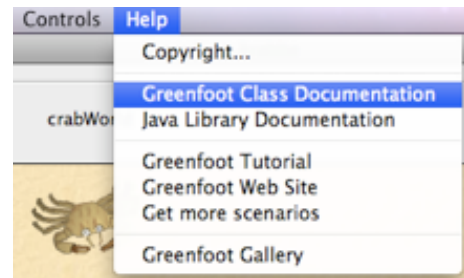 Controls Help
Copyright...
Greenfoot Class Documentation
crabWor
Java Library Documentation
Greenfoot Tutorial
Greenfoot Web Site
Get more scenarios
Greenfoot Gallery